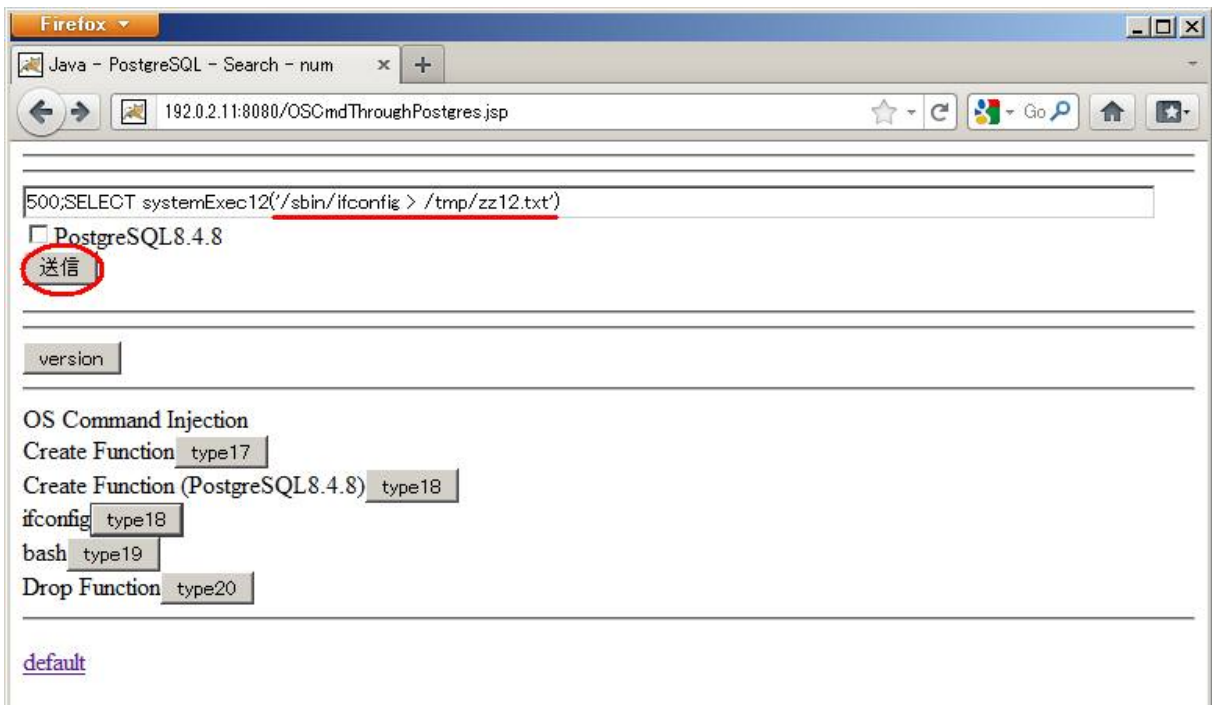 Firefox
Java - PostgreSQL - Search - num
192.0.2.11:8080/OSCmdThroughPostgres.jsp
Go
500;SELECT systemExec12('/sbin/ifconfig > /tmp/zz12.txt')
PostgreSQL8.4.8
送信
version
OS Command Injection
Create Function type17
Create Function (PostgreSQL8.4.8) type18
ifconfig type18
bash type19
Drop Function type20
default